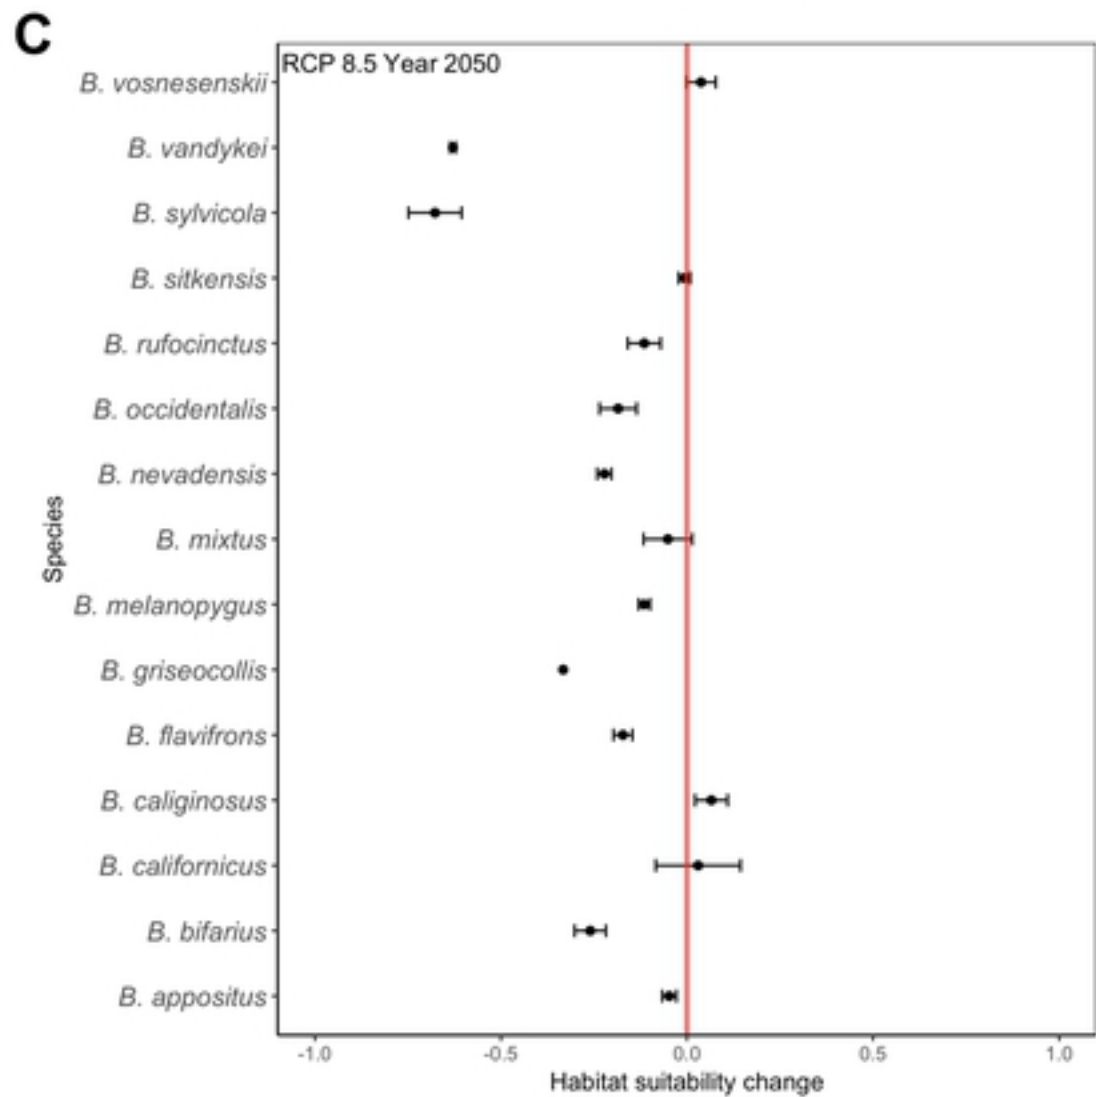 C
RCP 8.5 Year 2050
B. vosnesenskii
B. vandykei
B. sylvicola
B. sitkensis
B. rufocinctus
B. occidentalis
B. nevadensis
B. mixtus
B. melanopygus
B. griseocollis
B. flavifrons
B. caliginosus
B. californicus
B. bifarius
B. appositus
Species
-1.0 -0.5 0.0 0.5 1.0
Habitat suitability change